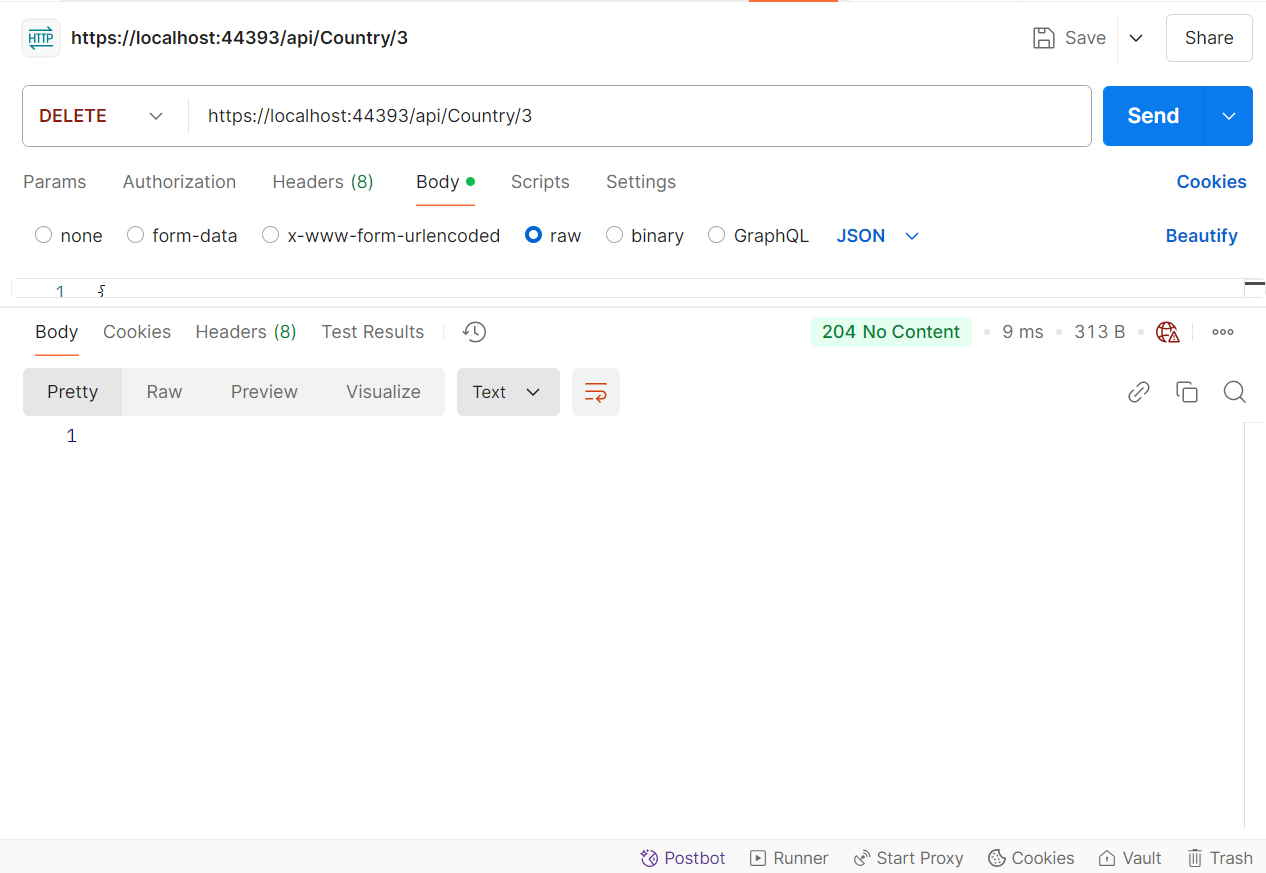 HTTP https://localhost:44393/api/Country/3 Save Share
DELETE https://localhost:44393/api/Country/3 Send
Params Authorization Headers (8) Body Scripts Settings Cookies
none form-data x-www-form-urlencoded raw binary GraphQL JSON Beautify
1 {
Body Cookies Headers (8) Test Results 204 No Content 9 ms 313 B
Pretty Raw Preview Visualize Text
1
Postbot Runner Start Proxy Cookies Vault Trash